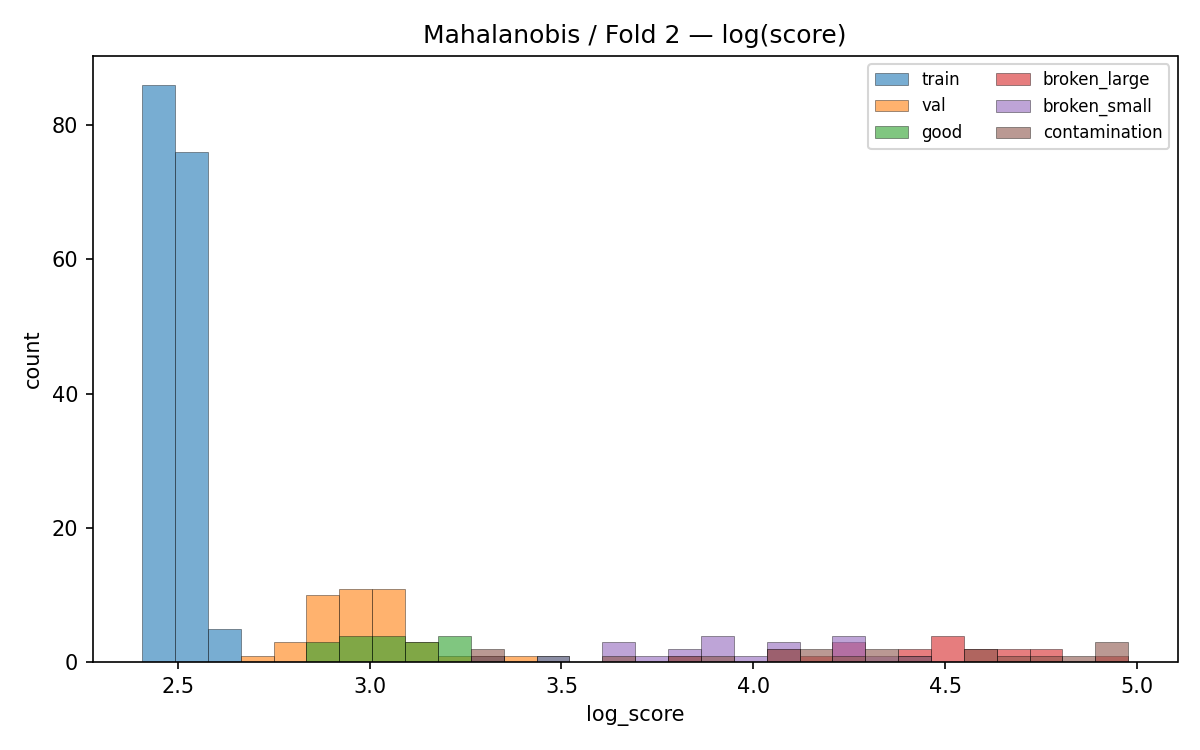 Mahalanobis / Fold 2 — log(score)
train
val
good
broken_large
broken_small
contamination
count
80
60
40
20
0
2.5 3.0 3.5 4.0 4.5 5.0
log_score